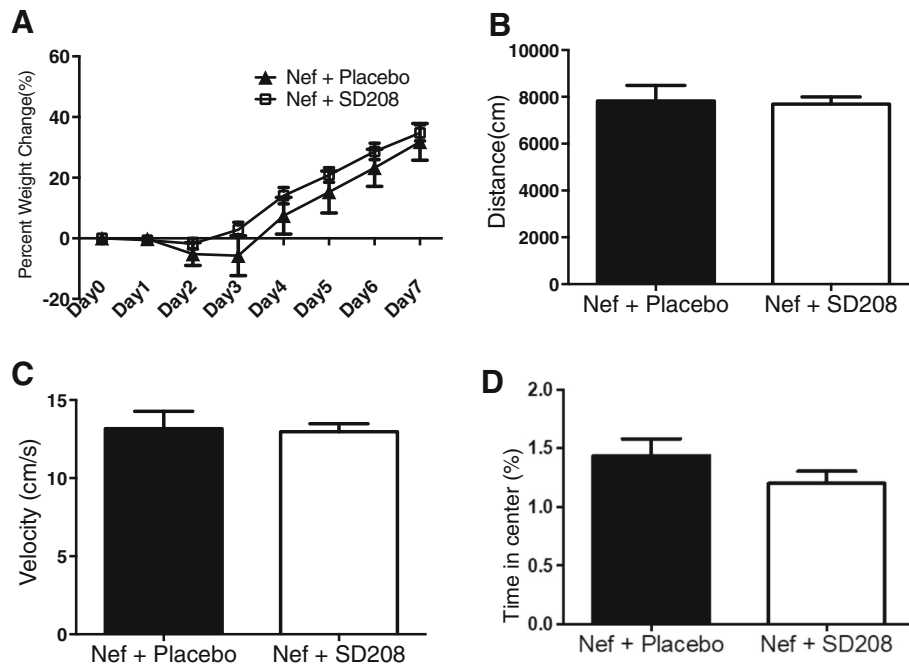 A
Percent Weight Change(%)
60
40
20
0
-20
Nef + Placebo
Nef + SD208
Day0
Day1
Day2
Day3
Day4
Day5
Day6
Day7
B
Distance(cm)
10000
8000
6000
4000
2000
0
Nef + Placebo
Nef + SD208
C
Velocity (cm/s)
15
10
5
0
Nef + Placebo
Nef + SD208
D
Time in center (%)
2.0
1.5
1.0
0.5
0.0
Nef + Placebo
Nef + SD208